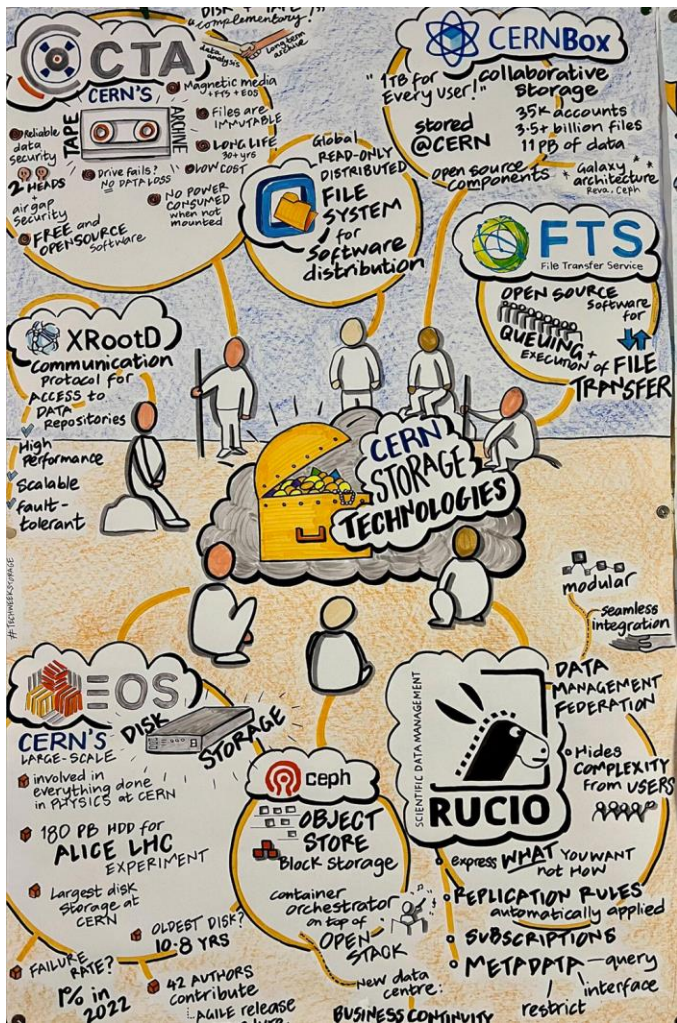 DISK + TAPE
"complementary!"
data
analysis
long term
archive
CTA
CERN'S
TAPE
ARCHIVE
Magnetic media
+ FTS + EOS
Files are
IMMUTABLE
LONG LIFE
30+ yrs
LOW COST
Reliable
data
security
2 HEADS
+
air gap
security
Drive fails?
NO DATA LOSS
NO POWER
CONSUMED
when not
mounted
FREE and
OPENSOURCE
Software
Global
READ-ONLY
DISTRIBUTED
FILE
SYSTEM
for
Software
distribution
CERNBox
"1TB for
Every user!"
collaborative
Storage
stored
@CERN
35K accounts
3.5+ billion files
11 PB of data
open source
components
Galaxy
architecture
Reva, Ceph
FTS
File Transfer Service
OPEN SOURCE
Software
for
QUEUING +
EXECUTION of FILE
TRANSFER
XRootD
communication
Protocol for
ACCESS to
DATA
Repositories
High
Performance
Scalable
fault-
tolerant
CERN
STORAGE
TECHNOLOGIES
#TECHWEEKSTORAGE
EOS
CERN'S
LARGE-SCALE
DISK
STORAGE
involved in
everything done
in PHYSICS at CERN
180 PB HDD for
ALICE LHC
EXPERIMENT
Largest disk
Storage at
CERN
OLDEST DISK?
10.8 YRS
FAILURE
RATE?
1% in
2022
42 AUTHORS
contribute
AGILE release
ceph
OBJECT
STORE
Block Storage
container
orchestrator
on top of
OPEN
STACK
New data
centre:
BUSINESS CONTINUITY
modular
seamless
integration
SCIENTIFIC DATA MANAGEMENT
RUCIO
DATA
MANAGEMENT
FEDERATION
Hides
COMPLEXITY
from USERS
express WHAT YOU WANT
not HOW
REPLICATION RULES
automatically applied
SUBSCRIPTIONS
METADATA — query
interface
restrict